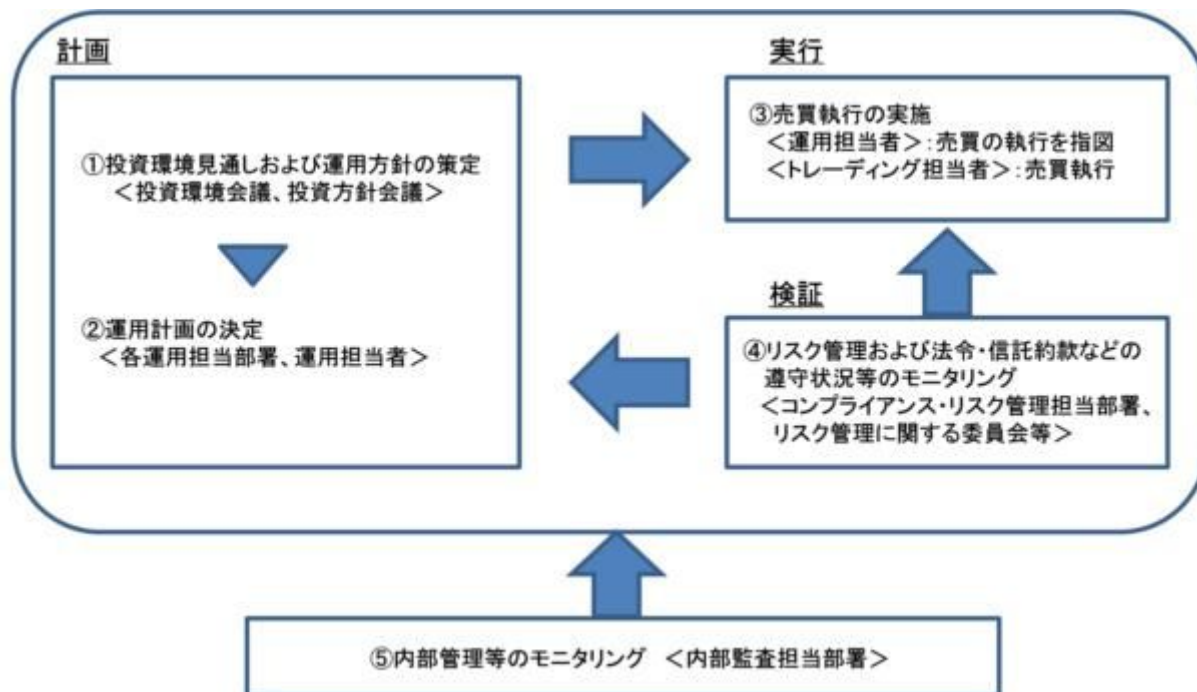 計画
①投資環境見通しおよび運用方針の策定
＜投資環境会議、投資方針会議＞
②運用計画の決定
＜各運用担当部署、運用担当者＞
実行
③売買執行の実施
＜運用担当者＞：売買の執行を指図
＜トレーディング担当者＞：売買執行
検証
④リスク管理および法令・信託約款などの
遵守状況等のモニタリング
＜コンプライアンス・リスク管理担当部署、
リスク管理に関する委員会等＞
⑤内部管理等のモニタリング ＜内部監査担当部署＞